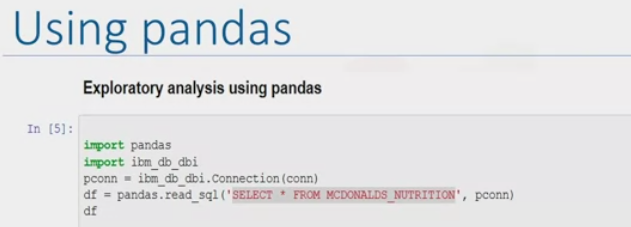 Using pandas
Exploratory analysis using pandas
In [5]:
import pandas
import ibm_db_dbi
pconn = ibm_db_dbi.Connection(conn)
df = pandas.read_sql('SELECT * FROM MCDONALDS_NUTRITION', pconn)
df